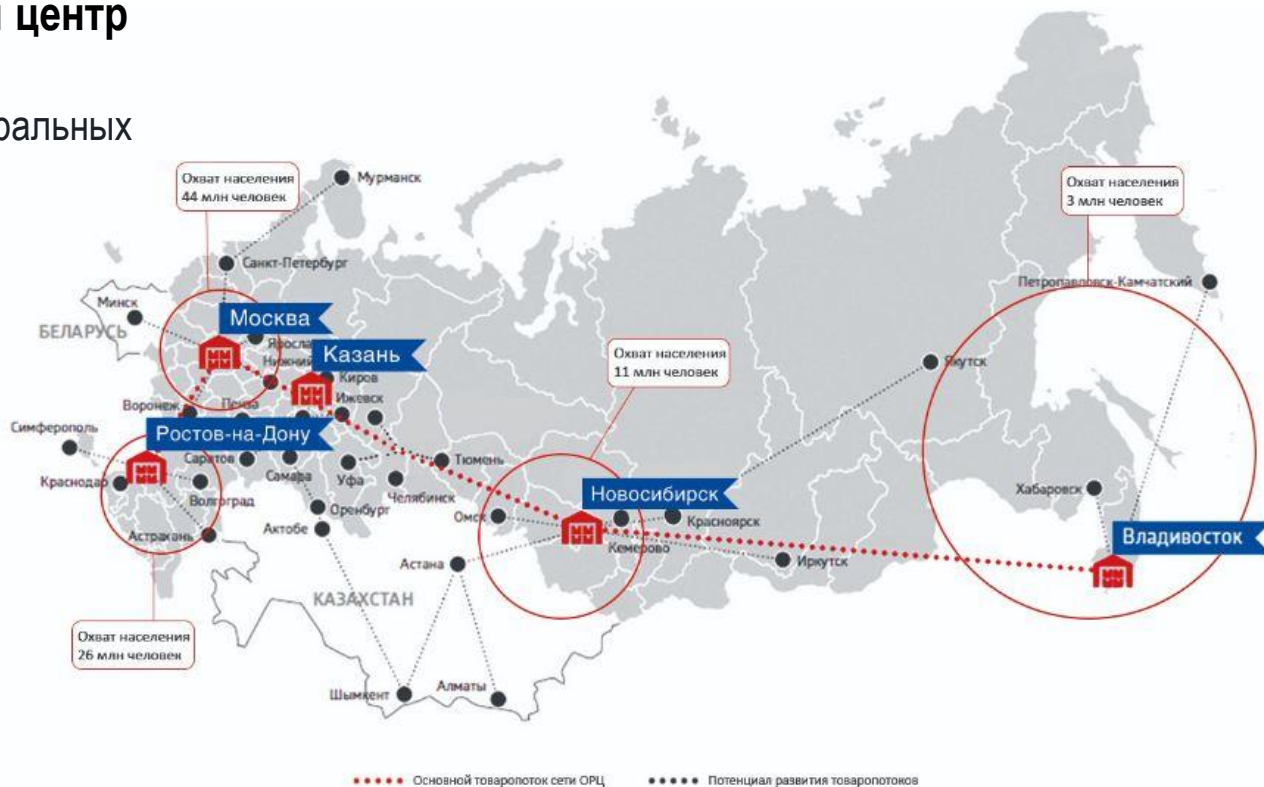 центр
ральных
Охват населения
44 млн человек
Мурманск
Охват населения
3 млн человек
Санкт-Петербург
Петропавловск-Камчатский
Минск
Москва
БЕЛАРУСЬ
Яросла
Нижний
Казань
Охват населения
11 млн человек
Якутск
Киров
Воронеж
Пенза
Ижевск
Симферополь
Ростов-на-Дону
Саратов
Самара
Уфа
Тюмень
Краснодар
Волгоград
Челябинск
Новосибирск
Хабаровск
Оренбург
Омск
Красноярск
Астрахань
Актобе
Кемерово
Владивосток
Астана
Иркутск
КАЗАХСТАН
Охват населения
26 млн человек
Шымкент
Алматы
Основной товаропоток сети ОРЦ
Потенциал развития товаропотоков